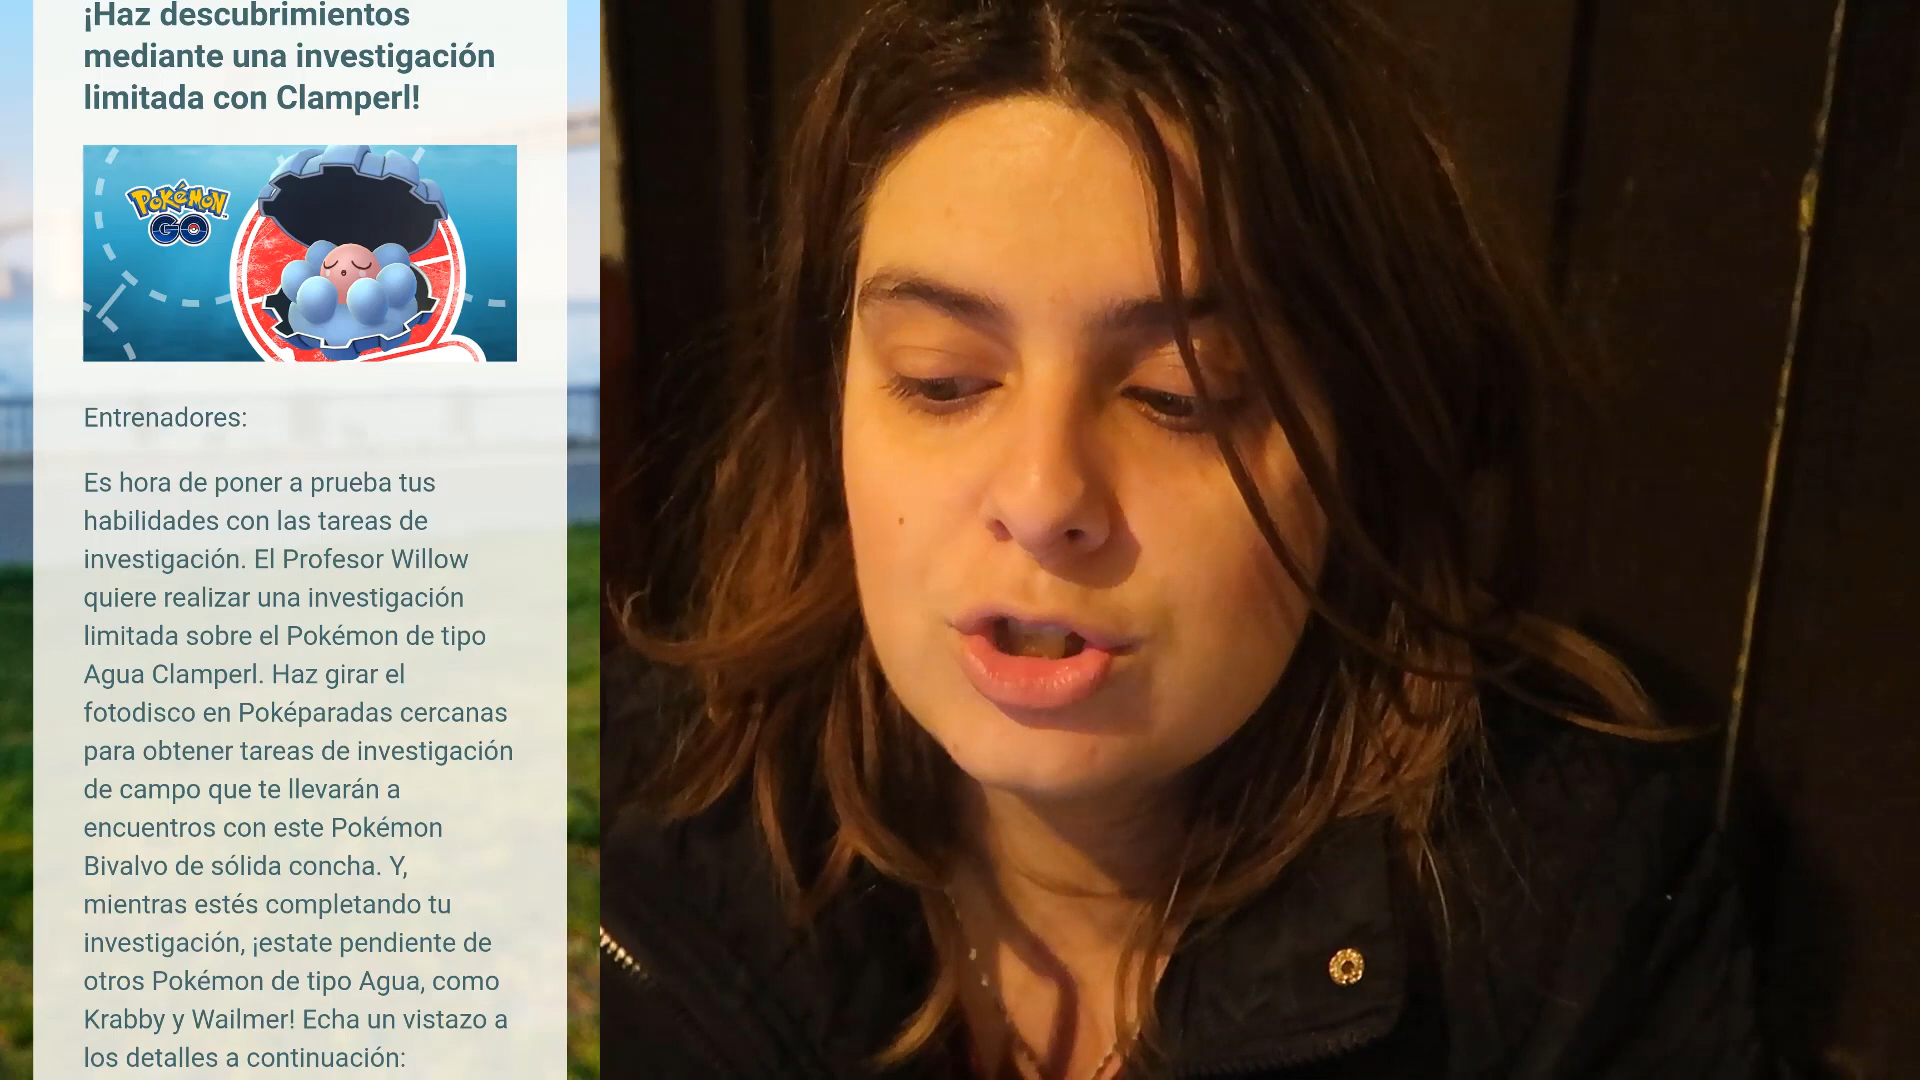 ¡Haz descubrimientos
mediante una investigación
limitada con Clamperl!
POKéMON
GO
Entrenadores:
Es hora de poner a prueba tus
habilidades con las tareas de
investigación. El Profesor Willow
quiere realizar una investigación
limitada sobre el Pokémon de tipo
Agua Clamperl. Haz girar el
fotodisco en Poképaradas cercanas
para obtener tareas de investigación
de campo que te llevarán a
encuentros con este Pokémon
Bivalvo de sólida concha. Y,
mientras estés completando tu
investigación, ¡estate pendiente de
otros Pokémon de tipo Agua, como
Krabby y Wailmer! Echa un vistazo a
los detalles a continuación: